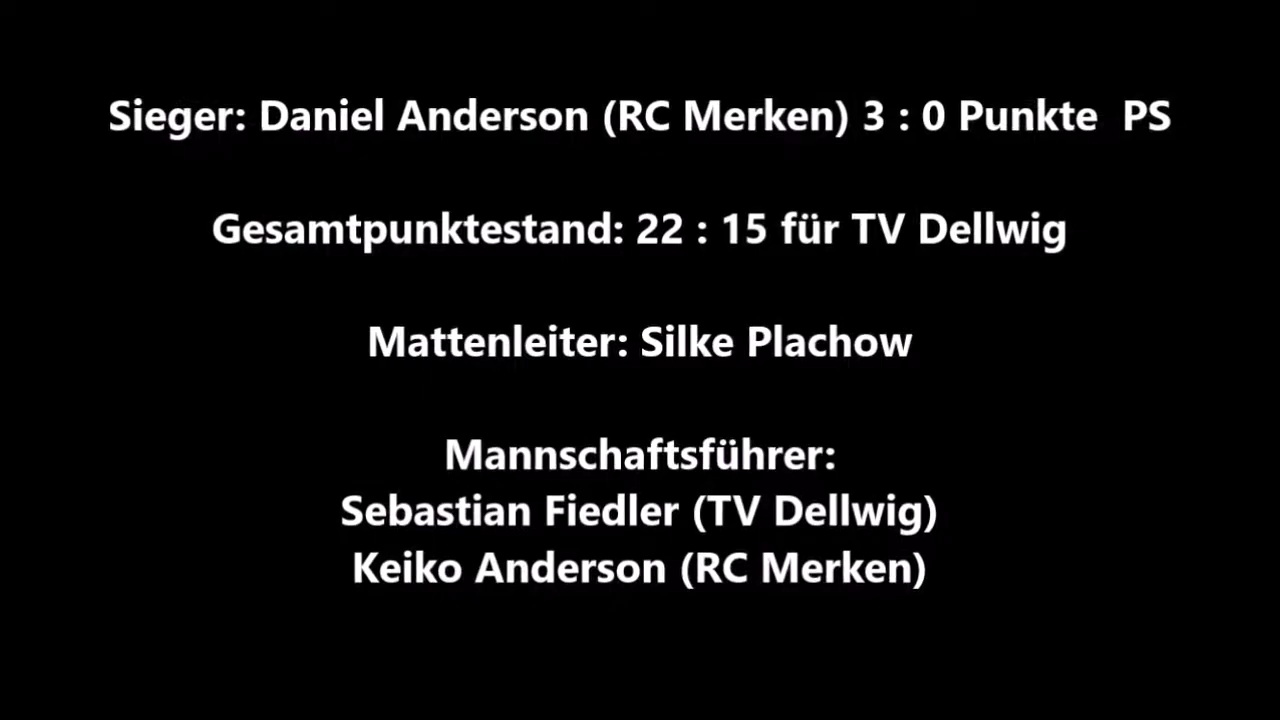 Sieger: Daniel Anderson (RC Merken) 3 : 0 Punkte  PS
Gesamtpunktestand: 22 : 15 für TV Dellwig
Mattenleiter: Silke Plachow
Mannschaftsführer:
Sebastian Fiedler (TV Dellwig)
Keiko Anderson (RC Merken)